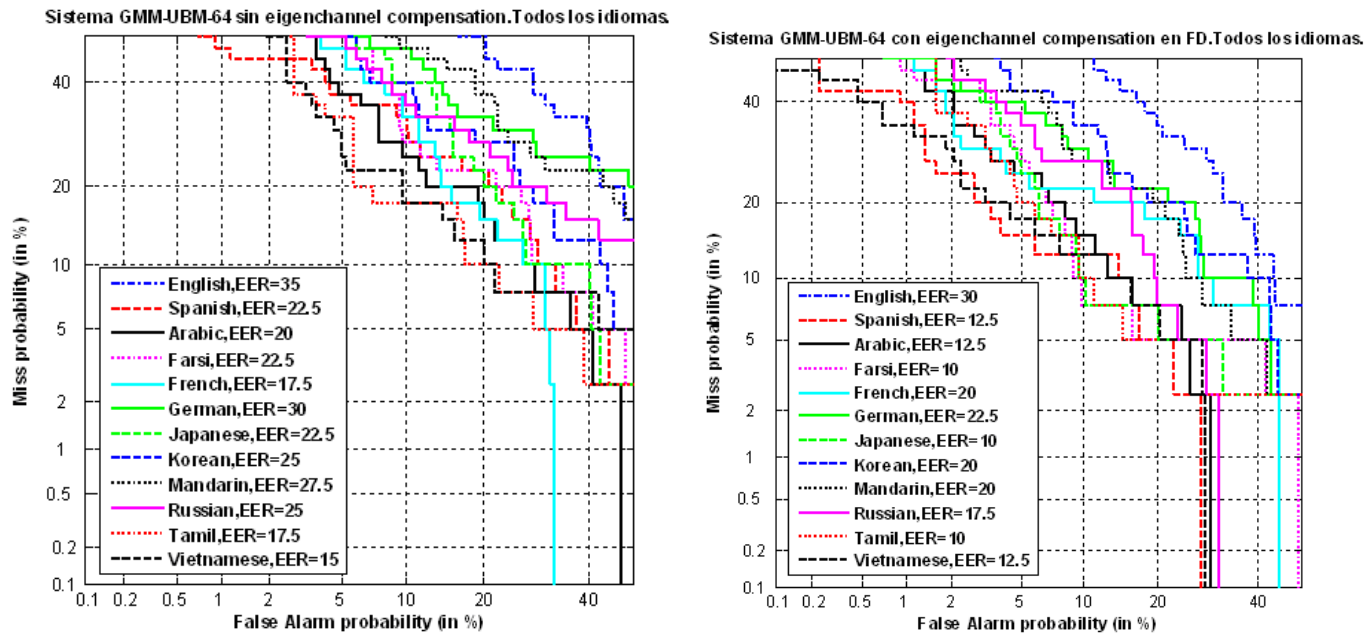 Sistema GMM-UBM-64 sin eigenchannel compensation.Todos los idiomas.
Miss probability (in %)
40
20
10
5
2
1
0.5
0.2
0.1
English,EER=35
Spanish,EER=22.5
Arabic,EER=20
Farsi,EER=22.5
French,EER=17.5
German,EER=30
Japanese,EER=22.5
Korean,EER=25
Mandarin,EER=27.5
Russian,EER=25
Tamil,EER=17.5
Vietnamese,EER=15
0.1 0.2 0.5 1 2 5 10 20 40
False Alarm probability (in %)
Sistema GMM-UBM-64 con eigenchannel compensation en FD.Todos los idiomas.
Miss probability (in %)
40
20
10
5
2
1
0.5
0.2
0.1
English,EER=30
Spanish,EER=12.5
Arabic,EER=12.5
Farsi,EER=10
French,EER=20
German,EER=22.5
Japanese,EER=10
Korean,EER=20
Mandarin,EER=20
Russian,EER=17.5
Tamil,EER=10
Vietnamese,EER=12.5
0.1 0.2 0.5 1 2 5 10 20 40
False Alarm probability (in %)